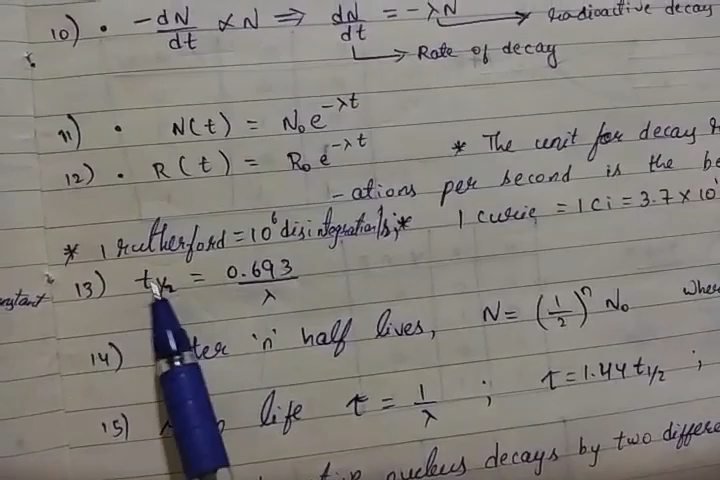 10) • -dN/dt ∝ N ⇒ dN/dt = -λN → Radioactive decay
→ Rate of decay
11) • N(t) = N₀e^-λt
12) • R(t) = R₀e^-λt * The unit for decay
-ations per second is the be
* 1 rutherford = 10⁶ disintegrations/s; * 1 curie = 1 Ci = 3.7 × 10
13) t1/2 = 0.693/λ
14) 'n' half lives, N = (1/2)ⁿ N₀
15) life τ = 1/λ ; τ = 1.44 t1/2 ;
nucleus decays by two differe